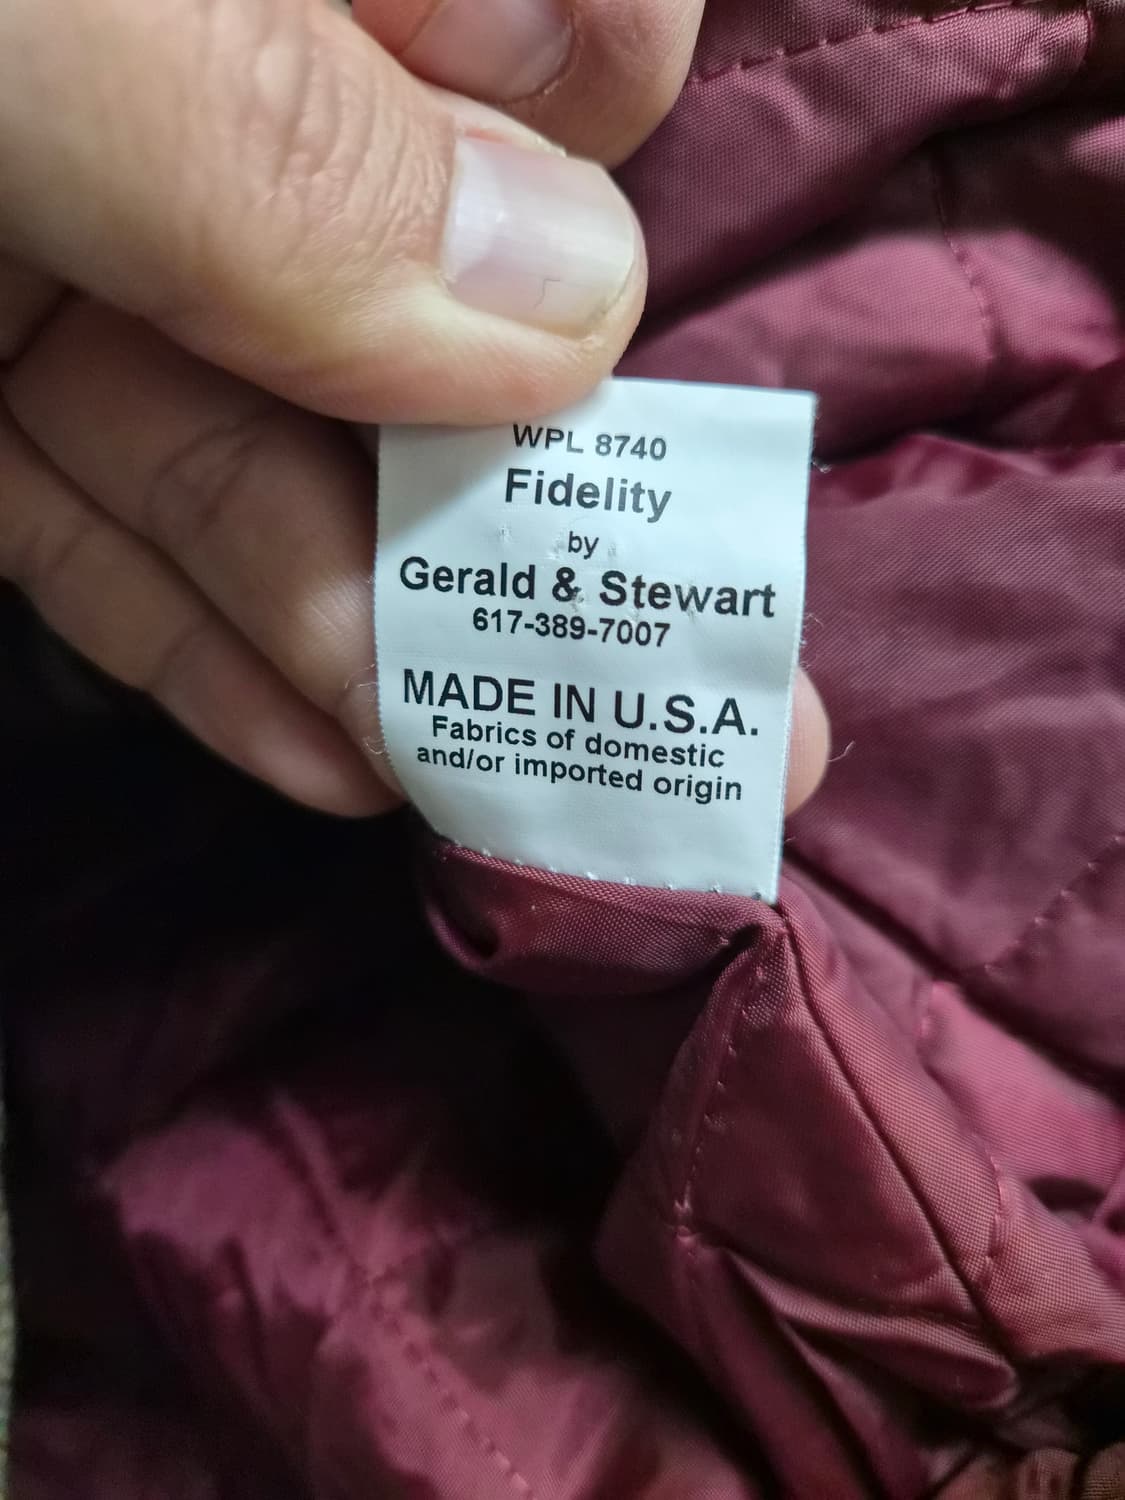 WPL 8740
Fidelity
by
Gerald & Stewart
617-389-7007
MADE IN U.S.A.
Fabrics of domestic
and/or imported origin